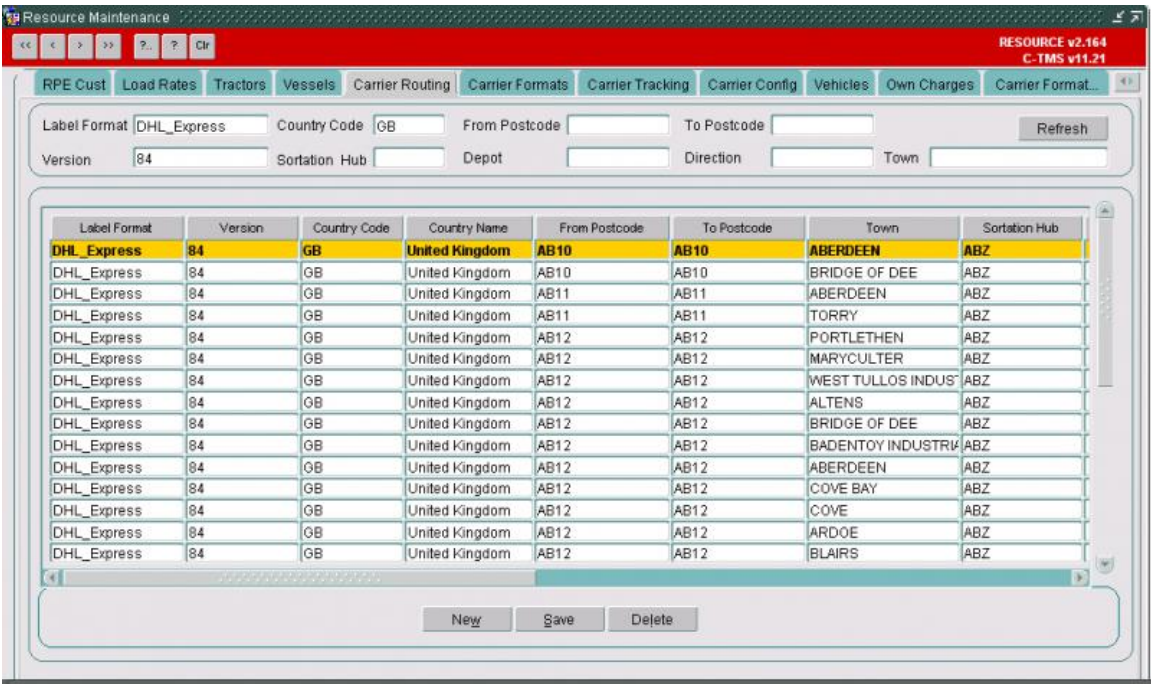 Resource Maintenance
<< < > >> ?.. ? Clr
RESOURCE v2.164
C-TMS v11.21
RPE Cust Load Rates Tractors Vessels Carrier Routing Carrier Formats Carrier Tracking Carrier Config Vehicles Own Charges Carrier Format...
Label Format DHL_Express Country Code GB From Postcode To Postcode Refresh
Version 84 Sortation Hub Depot Direction Town
Label Format Version Country Code Country Name From Postcode To Postcode Town Sortation Hub
DHL_Express 84 GB United Kingdom AB10 AB10 ABERDEEN ABZ
DHL_Express 84 GB United Kingdom AB10 AB10 BRIDGE OF DEE ABZ
DHL_Express 84 GB United Kingdom AB11 AB11 ABERDEEN ABZ
DHL_Express 84 GB United Kingdom AB11 AB11 TORRY ABZ
DHL_Express 84 GB United Kingdom AB12 AB12 PORTLETHEN ABZ
DHL_Express 84 GB United Kingdom AB12 AB12 MARYCULTER ABZ
DHL_Express 84 GB United Kingdom AB12 AB12 WEST TULLOS INDUS ABZ
DHL_Express 84 GB United Kingdom AB12 AB12 ALTENS ABZ
DHL_Express 84 GB United Kingdom AB12 AB12 BRIDGE OF DEE ABZ
DHL_Express 84 GB United Kingdom AB12 AB12 BADENTOY INDUSTRI ABZ
DHL_Express 84 GB United Kingdom AB12 AB12 ABERDEEN ABZ
DHL_Express 84 GB United Kingdom AB12 AB12 COVE BAY ABZ
DHL_Express 84 GB United Kingdom AB12 AB12 COVE ABZ
DHL_Express 84 GB United Kingdom AB12 AB12 ARDOE ABZ
DHL_Express 84 GB United Kingdom AB12 AB12 BLAIRS ABZ
New Save Delete